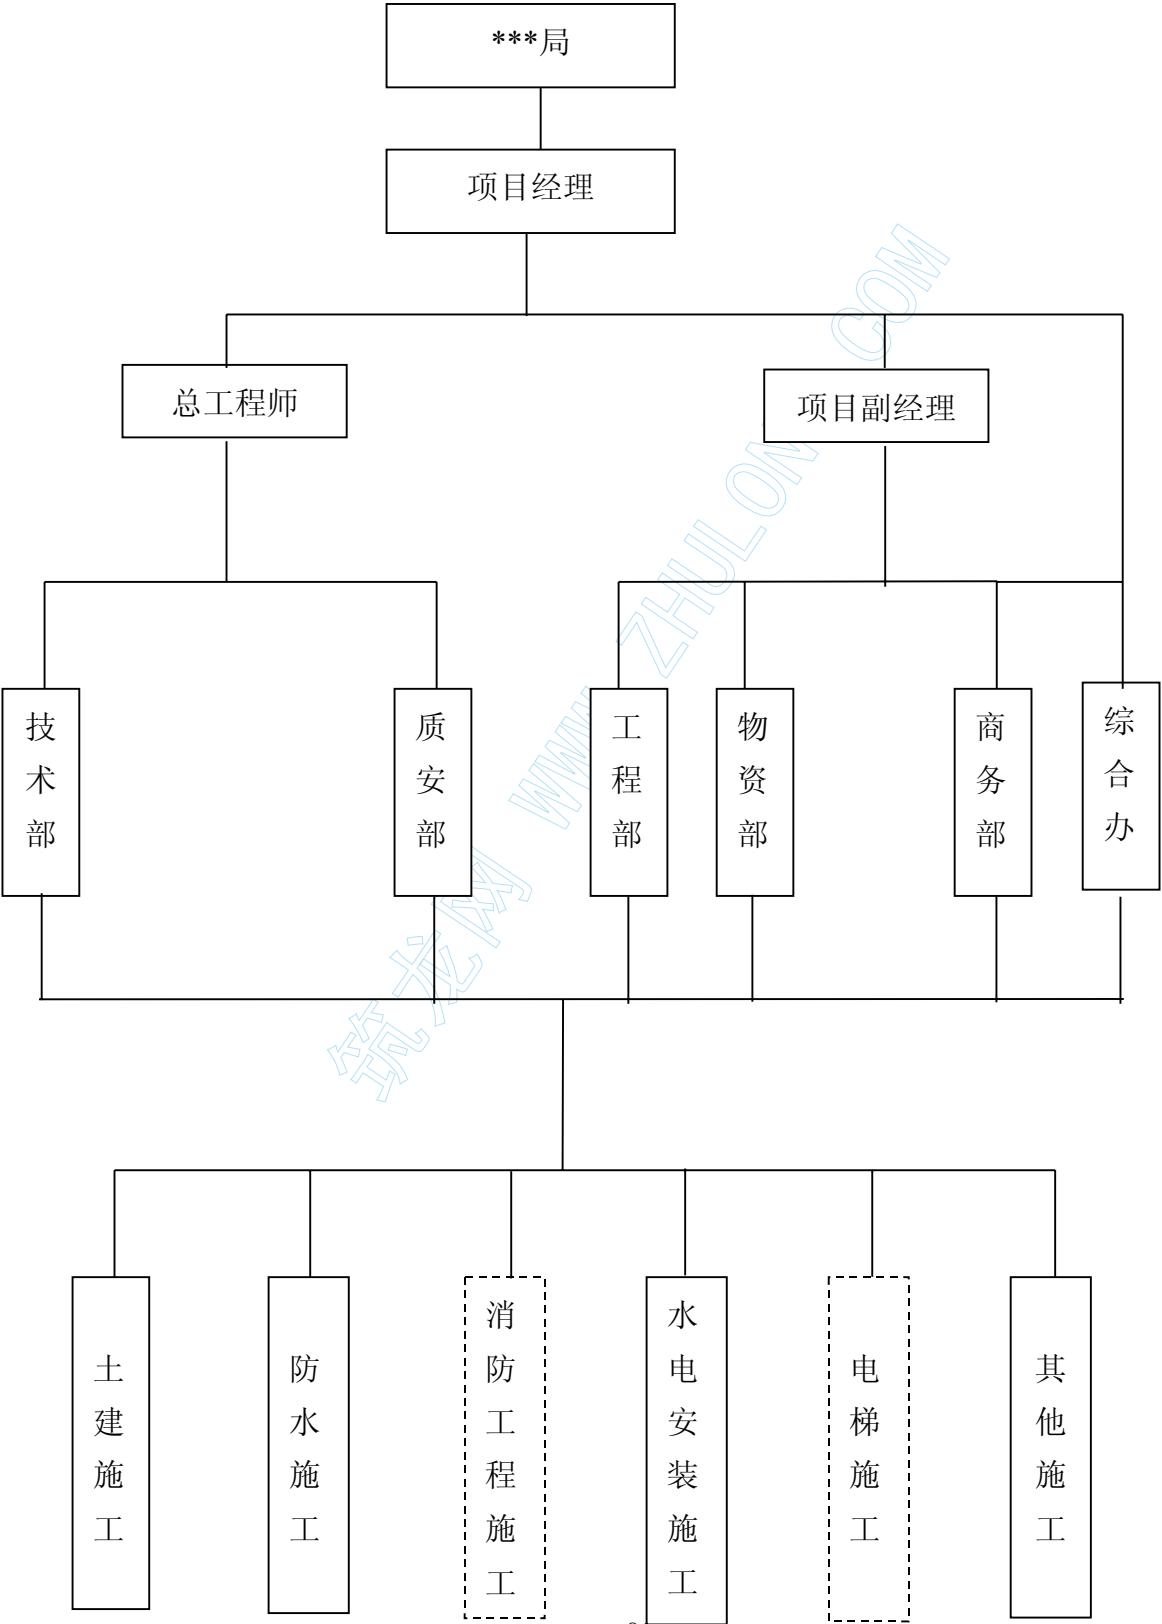 ***局
项目经理
总工程师
项目副经理
技术部
质安部
工程部
物资部
商务部
综合办
土建施工
防水施工
消防工程施工
水电安装施工
电梯施工
其他施工
筑龙网 WWW.ZHULONG.COM